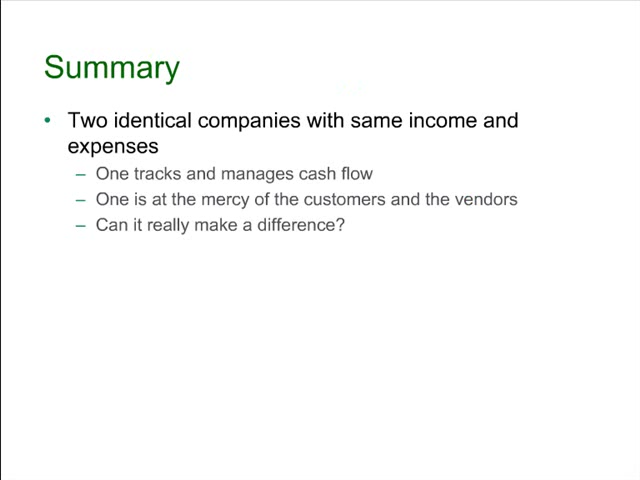 Summary
• Two identical companies with same income and
expenses
– One tracks and manages cash flow
– One is at the mercy of the customers and the vendors
– Can it really make a difference?